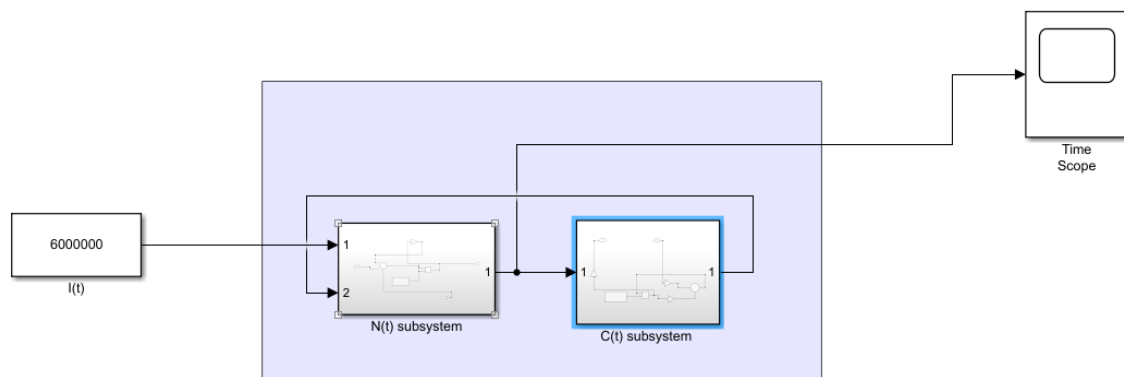 Time
Scope
6000000
I(t)
1
2
1
N(t) subsystem
1
1
C(t) subsystem